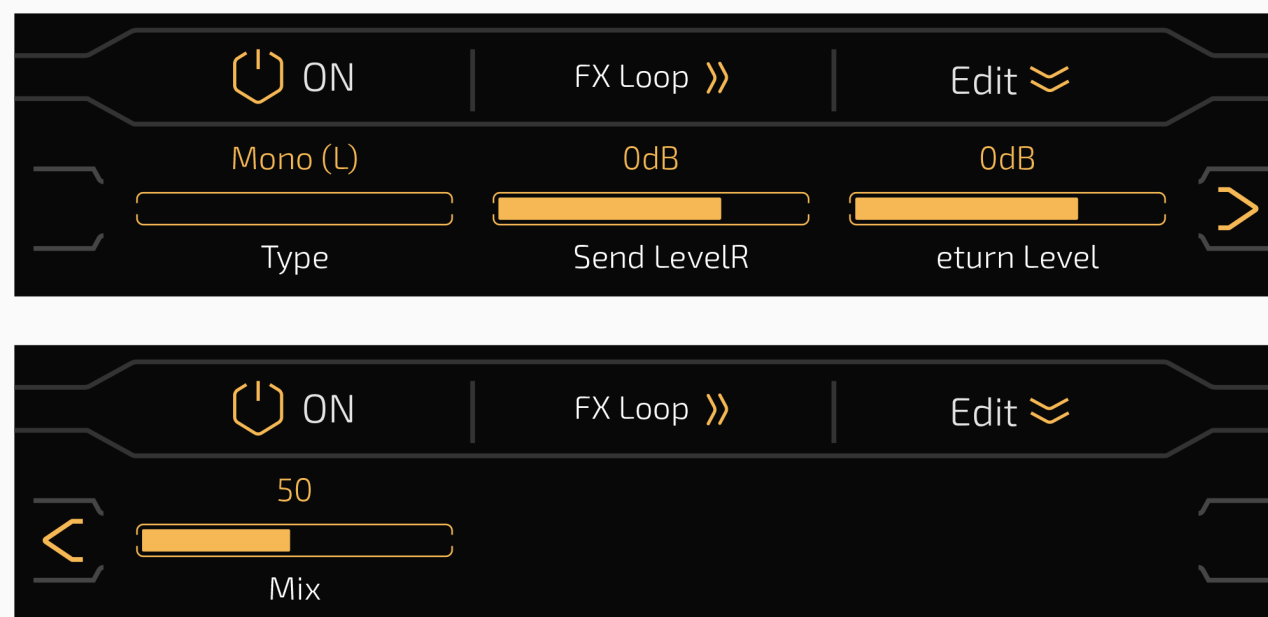 ON FX Loop Edit
Mono (L) 0dB 0dB
Type Send LevelR eturn Level
ON FX Loop Edit
50
Mix